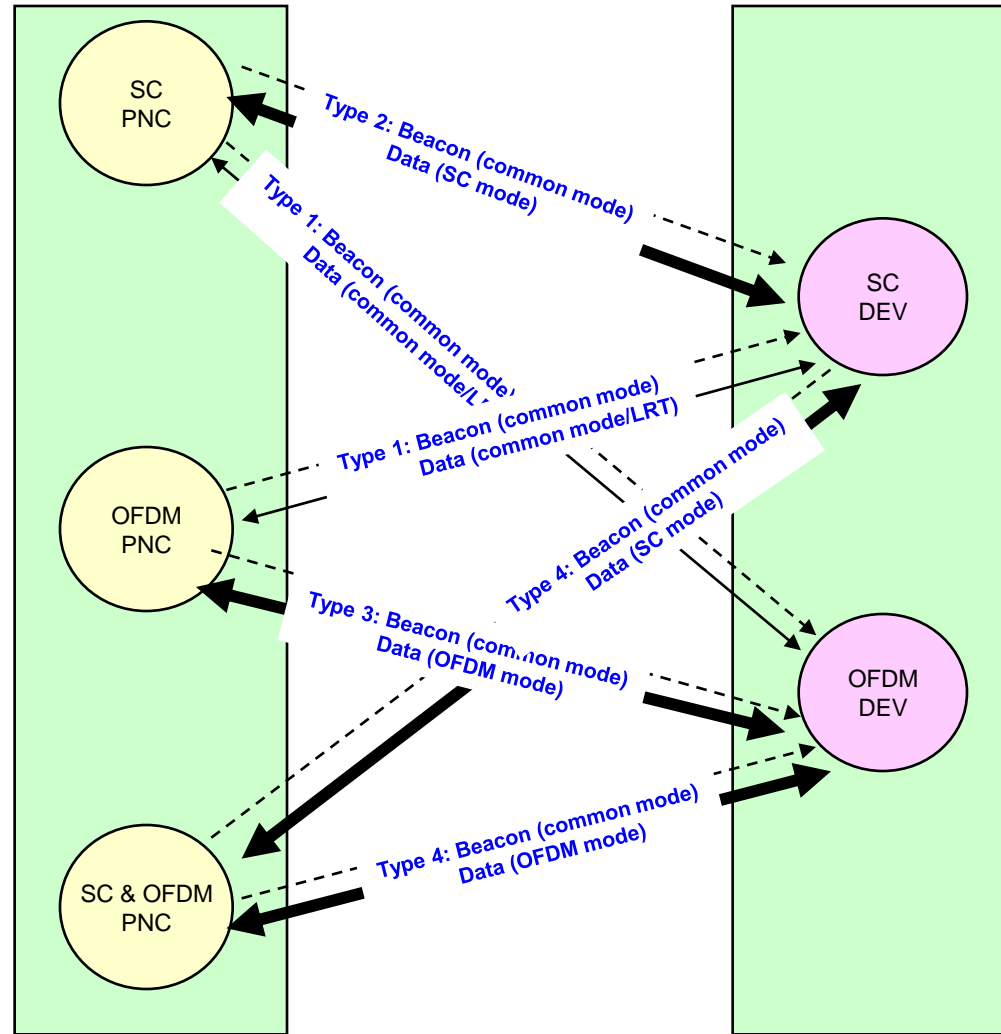 SC
PNC
Type 2: Beacon (common mode)
Data (SC mode)
Type 1: Beacon (common mode)
Data (common mode/
SC
DEV
Type 1: Beacon (common mode)
Data (common mode/LRT)
OFDM
PNC
Type 4: Beacon (common mode)
Data (SC mode)
Type 3: Beacon (common mode)
Data (OFDM mode)
OFDM
DEV
Type 4: Beacon (common mode)
Data (OFDM mode)
SC & OFDM
PNC